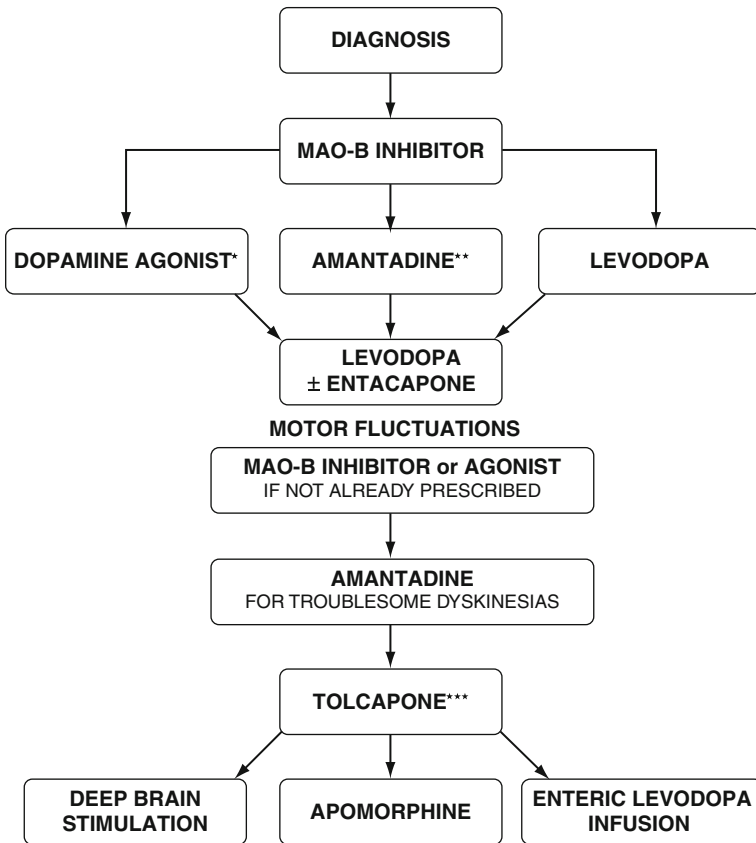 DIAGNOSIS
MAO-B INHIBITOR
DOPAMINE AGONIST*
AMANTADINE**
LEVODOPA
LEVODOPA
± ENTACAPONE
MOTOR FLUCTUATIONS
MAO-B INHIBITOR or AGONIST
IF NOT ALREADY PRESCRIBED
AMANTADINE
FOR TROUBLESOME DYSKINESIAS
TOLCAPONE***
DEEP BRAIN
STIMULATION
APOMORPHINE
ENTERIC LEVODOPA
INFUSION